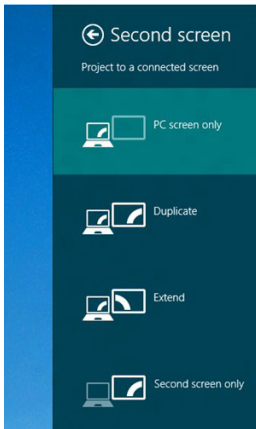 Second screen
Project to a connected screen
PC screen only
Duplicate
Extend
Second screen only